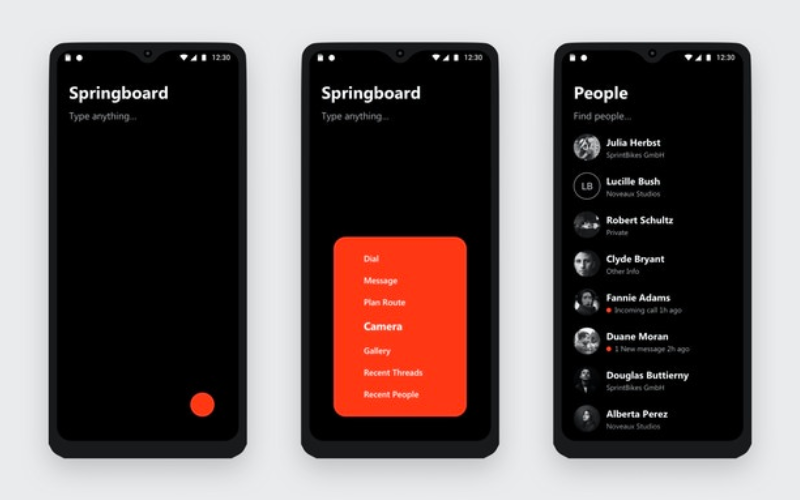 12:30
Springboard
Type anything...
12:30
Springboard
Type anything...
Dial
Message
Plan Route
Camera
Gallery
Recent Threads
Recent People
12:30
People
Find people...
Julia Herbst
SprintBikes GmbH
LB
Lucille Bush
Noveaux Studios
Robert Schultz
Private
Clyde Bryant
Other Info
Fannie Adams
Incoming call 1h ago
Duane Moran
1 New message 2h ago
Douglas Buttierny
SprintBikes GmbH
Alberta Perez
Noveaux Studios